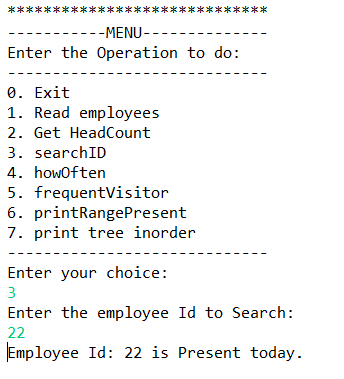 ****************************
-----------MENU--------------
Enter the Operation to do:
-----------------------------
0. Exit
1. Read employees
2. Get HeadCount
3. searchID
4. howOften
5. frequentVisitor
6. printRangePresent
7. print tree inorder
-----------------------------
Enter your choice:
3
Enter the employee Id to Search:
22
Employee Id: 22 is Present today.